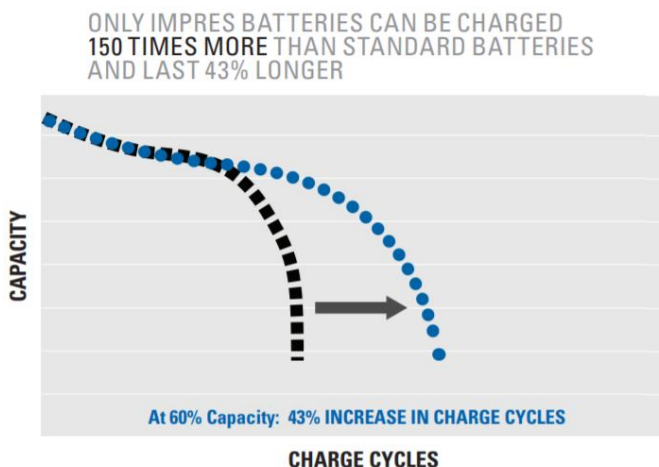 ONLY IMPRES BATTERIES CAN BE CHARGED
150 TIMES MORE THAN STANDARD BATTERIES
AND LAST 43% LONGER
CAPACITY
At 60% Capacity: 43% INCREASE IN CHARGE CYCLES
CHARGE CYCLES